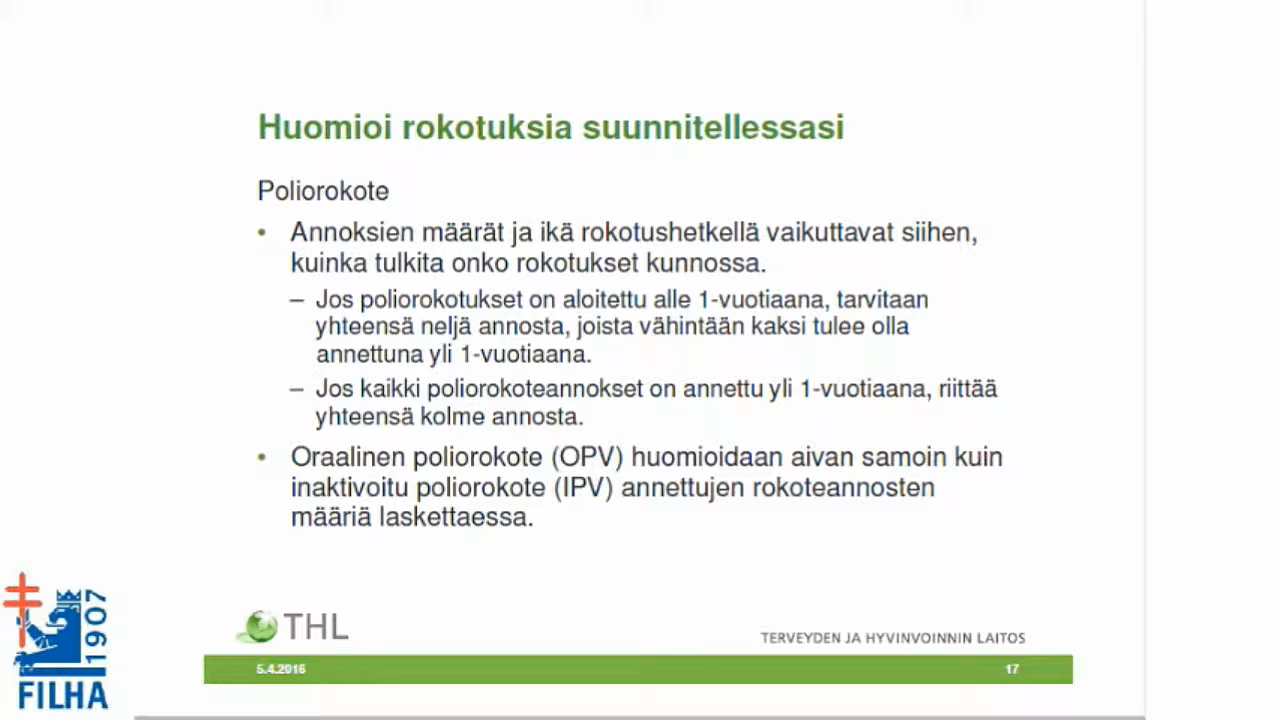 Huomioi rokotuksia suunnitellessasi
Poliorokote
• Annoksien määrät ja ikä rokotushetkellä vaikuttavat siihen,
kuinka tulkita onko rokotukset kunnossa.
– Jos poliorokotukset on aloitettu alle 1-vuotiaana, tarvitaan
yhteensä neljä annosta, joista vähintään kaksi tulee olla
annettuna yli 1-vuotiaana.
– Jos kaikki poliorokoteannokset on annettu yli 1-vuotiaana, riittää
yhteensä kolme annosta.
• Oraalinen poliorokote (OPV) huomioidaan aivan samoin kuin
inaktivoitu poliorokote (IPV) annettujen rokoteannosten
määriä laskettaessa.
1907
FILHA
THL
TERVEYDEN JA HYVINVOINNIN LAITOS
5.4.2016
17